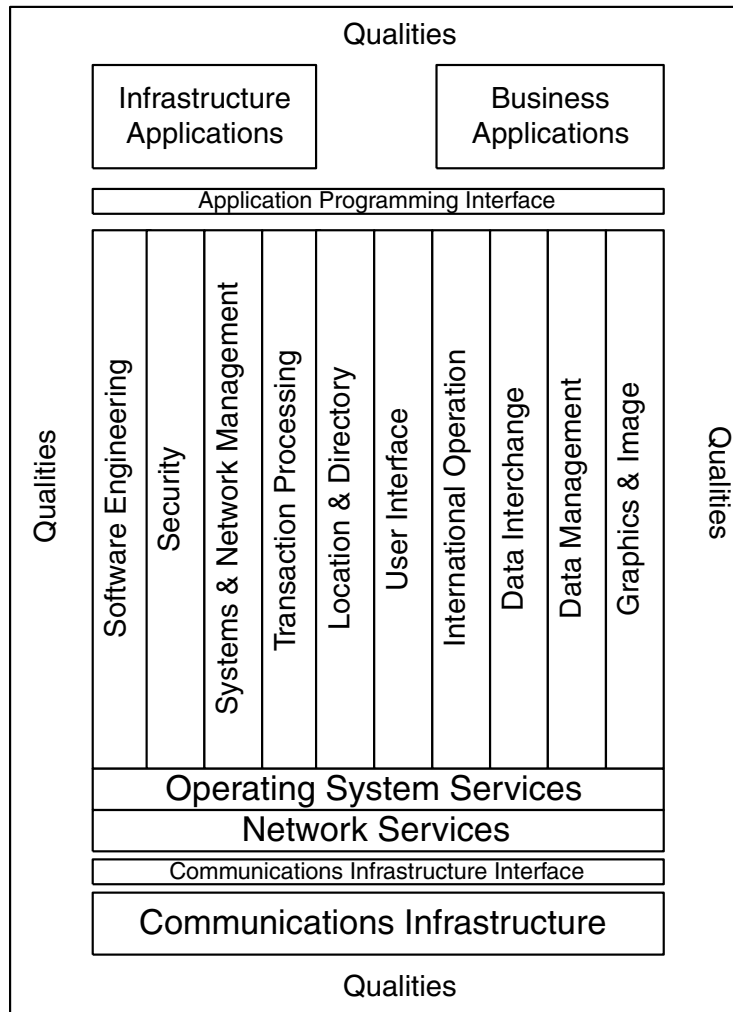 Qualities
Infrastructure
Applications
Business
Applications
Application Programming Interface
Qualities
Software Engineering
Security
Systems & Network Management
Transaction Processing
Location & Directory
User Interface
International Operation
Data Interchange
Data Management
Graphics & Image
Qualities
Operating System Services
Network Services
Communications Infrastructure Interface
Communications Infrastructure
Qualities